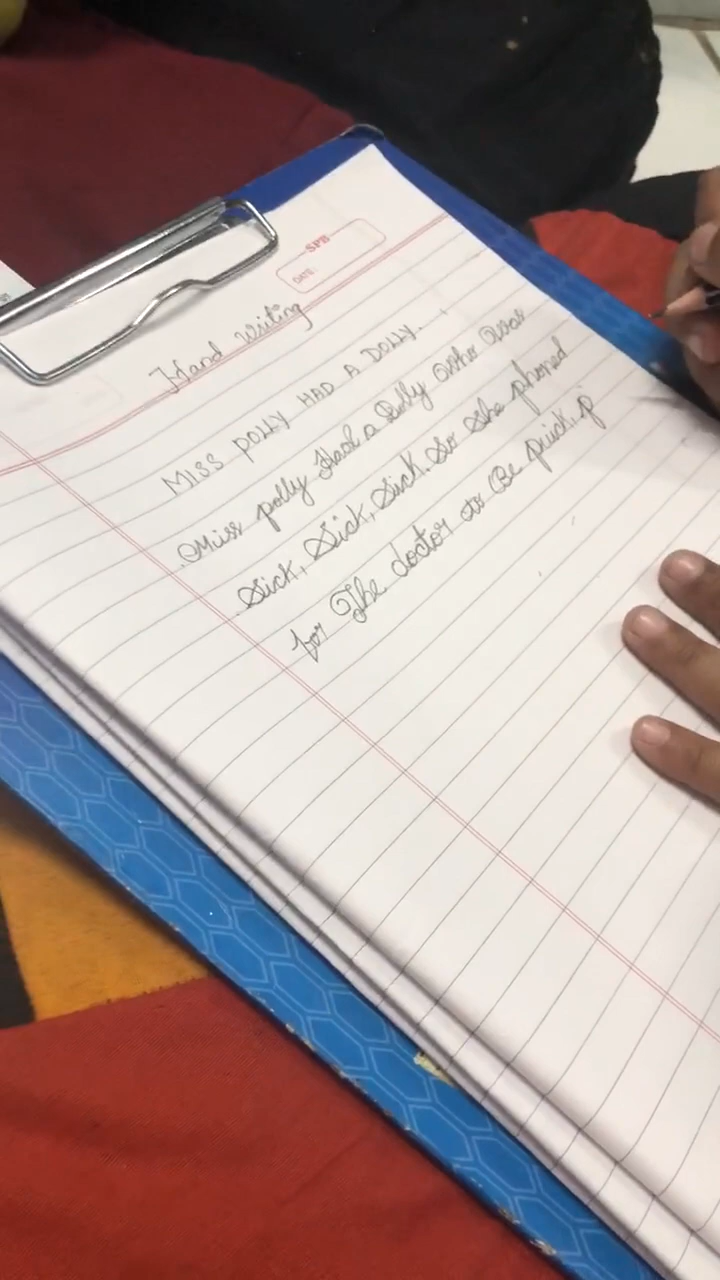 SPB
DATE:
Hand Writing
MISS POLLY HAD A DOLLY.
Miss polly Had a Dolly who was
Sick, Sick, Sick. So She phoned
for The doctor to Be quick, q